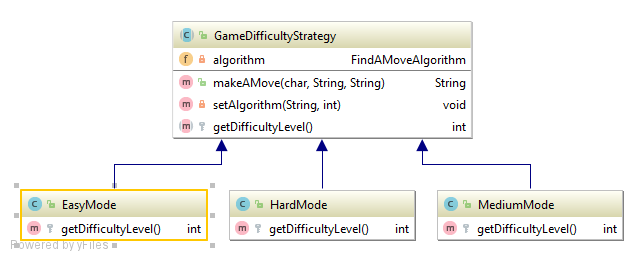 GameDifficultyStrategy
algorithm FindAMoveAlgorithm
makeAMove(char, String, String) String
setAlgorithm(String, int) void
getDifficultyLevel() int
EasyMode
getDifficultyLevel() int
HardMode
getDifficultyLevel() int
MediumMode
getDifficultyLevel() int
Powered by yFiles